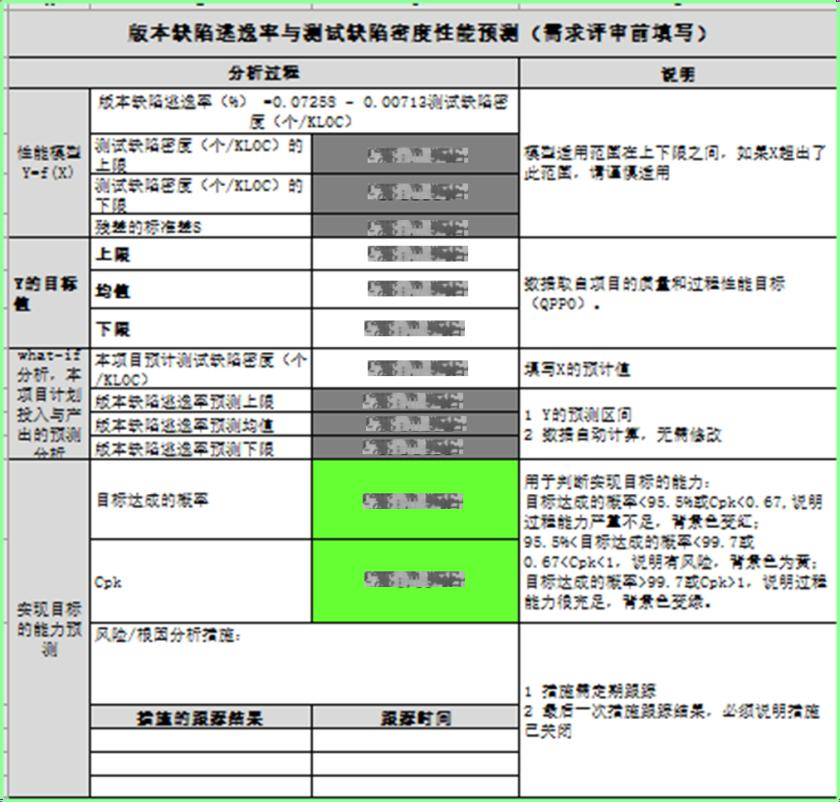 版本缺陷逃逸率与测试缺陷密度性能预测（需求评审前填写）
分析过程
说明
性能模型
Y=f(X)
版本缺陷逃逸率（%） =0.07258 - 0.00713测试缺陷密
度（个/KLOC）
测试缺陷密度（个/KLOC）的
上限
测试缺陷密度（个/KLOC）的
下限
残差的标准差S
模型适用范围在上下限之间，如果X超出了
此范围，请谨慎适用
Y的目标
值
上限
均值
下限
数据取自项目的质量和过程性能目标
（QPPO）。
what-if
分析，本
项目计划
投入与产
出的预测
分析
本项目预计测试缺陷密度（个
/KLOC）
填写X的预计值
版本缺陷逃逸率预测上限
版本缺陷逃逸率预测均值
版本缺陷逃逸率预测下限
1 Y的预测区间
2 数据自动计算，无需修改
实现目标
的能力预
测
目标达成的概率
Cpk
用于判断实现目标的能力：
目标达成的概率<95.5%或Cpk<0.67,说明
过程能力严重不足，背景色变红；
95.5%<目标达成的概率<99.7或
0.67<Cpk<1，说明有风险，背景色为黄；
目标达成的概率>99.7或Cpk>1，说明过程
能力很充足，背景色变绿。
风险/根因分析措施：
措施的跟踪结果
跟踪时间
1 措施需定期跟踪
2 最后一次措施跟踪结果，必须说明措施
已关闭